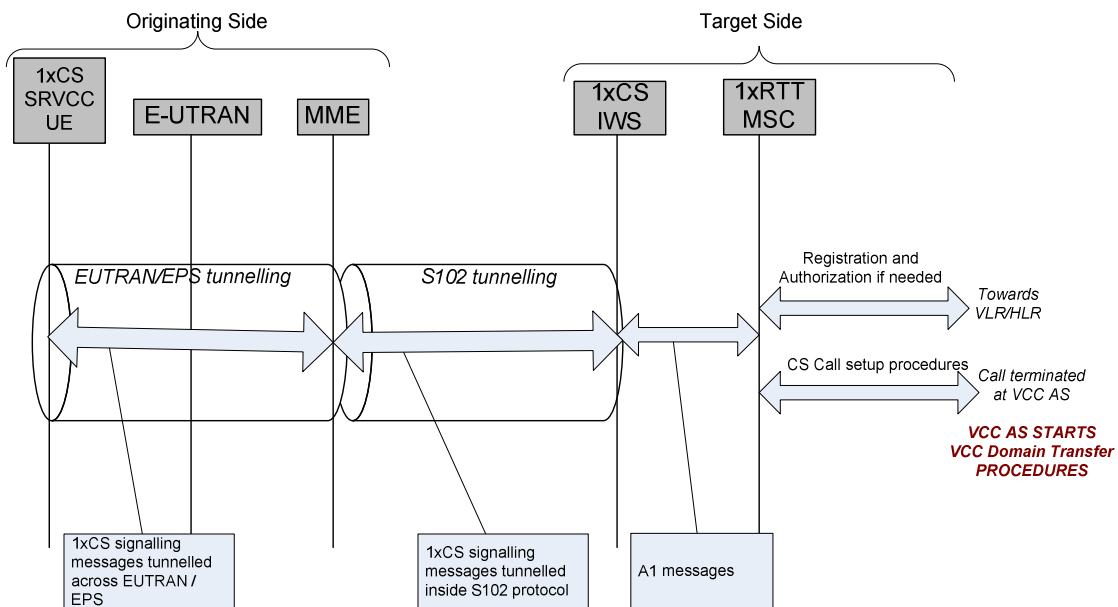 Originating Side
Target Side
1xCS
SRVCC
UE
E-UTRAN
MME
1xCS
IWS
1xRTT
MSC
EUTRAN/EPS tunnelling
S102 tunnelling
Registration and
Authorization if needed
Towards
VLR/HLR
CS Call setup procedures
Call terminated
at VCC AS
VCC AS STARTS
VCC Domain Transfer
PROCEDURES
1xCS signalling
messages tunnelled
across EUTRAN /
EPS
1xCS signalling
messages tunnelled
inside S102 protocol
A1 messages